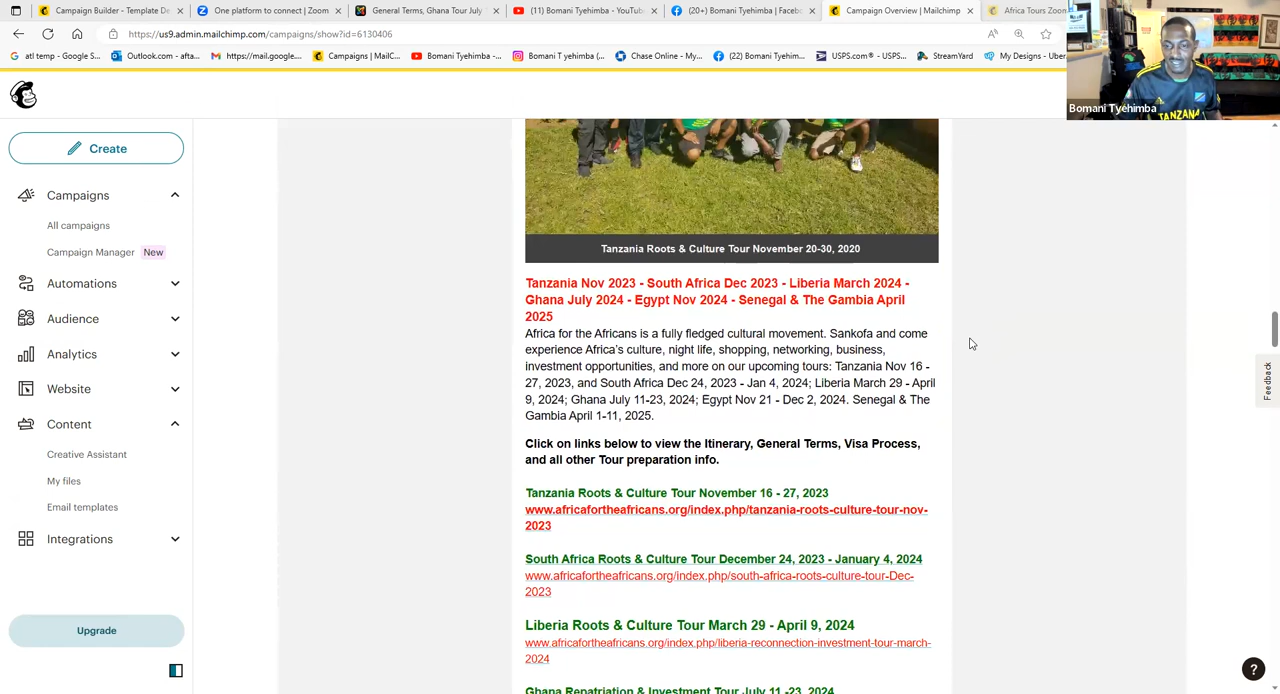 Campaign Builder - Template De
One platform to connect | Zoom
General Terms, Ghana Tour July
(11) Bomani Tyehimba - YouTub
(20+) Bomani Tyehimba | Faceb
Campaign Overview | Mailchimp
Africa Tours Zoom
https://us9.admin.mailchimp.com/campaigns/show?id=6130406
atl temp - Google S...
Outlook.com - afta...
https://mail.google....
Campaigns | MailC...
Bomani Tyehimba -...
Bomani T yehimba (...
Chase Online - My...
(22) Bomani Tyehim...
USPS.com® - USPS...
StreamYard
My Designs - Uber
Bomani Tyehimba
TANZANA
Create
Campaigns
All campaigns
Campaign Manager New
Automations
Audience
Analytics
Website
Content
Creative Assistant
My files
Email templates
Integrations
Upgrade
Tanzania Roots & Culture Tour November 20-30, 2020
Tanzania Nov 2023 - South Africa Dec 2023 - Liberia March 2024 -
Ghana July 2024 - Egypt Nov 2024 - Senegal & The Gambia April
2025
Africa for the Africans is a fully fledged cultural movement. Sankofa and come
experience Africa's culture, night life, shopping, networking, business,
investment opportunities, and more on our upcoming tours: Tanzania Nov 16 -
27, 2023, and South Africa Dec 24, 2023 - Jan 4, 2024; Liberia March 29 - April
9, 2024; Ghana July 11-23, 2024; Egypt Nov 21 - Dec 2, 2024. Senegal & The
Gambia April 1-11, 2025.
Click on links below to view the Itinerary, General Terms, Visa Process,
and all other Tour preparation info.
Tanzania Roots & Culture Tour November 16 - 27, 2023
www.africafortheafricans.org/index.php/tanzania-roots-culture-tour-nov-
2023
South Africa Roots & Culture Tour December 24, 2023 - January 4, 2024
www.africafortheafricans.org/index.php/south-africa-roots-culture-tour-Dec-
2023
Liberia Roots & Culture Tour March 29 - April 9, 2024
www.africafortheafricans.org/index.php/liberia-reconnection-investment-tour-march-
2024
Ghana Repatriation & Investment Tour July 11 -23, 2024
Feedback
?